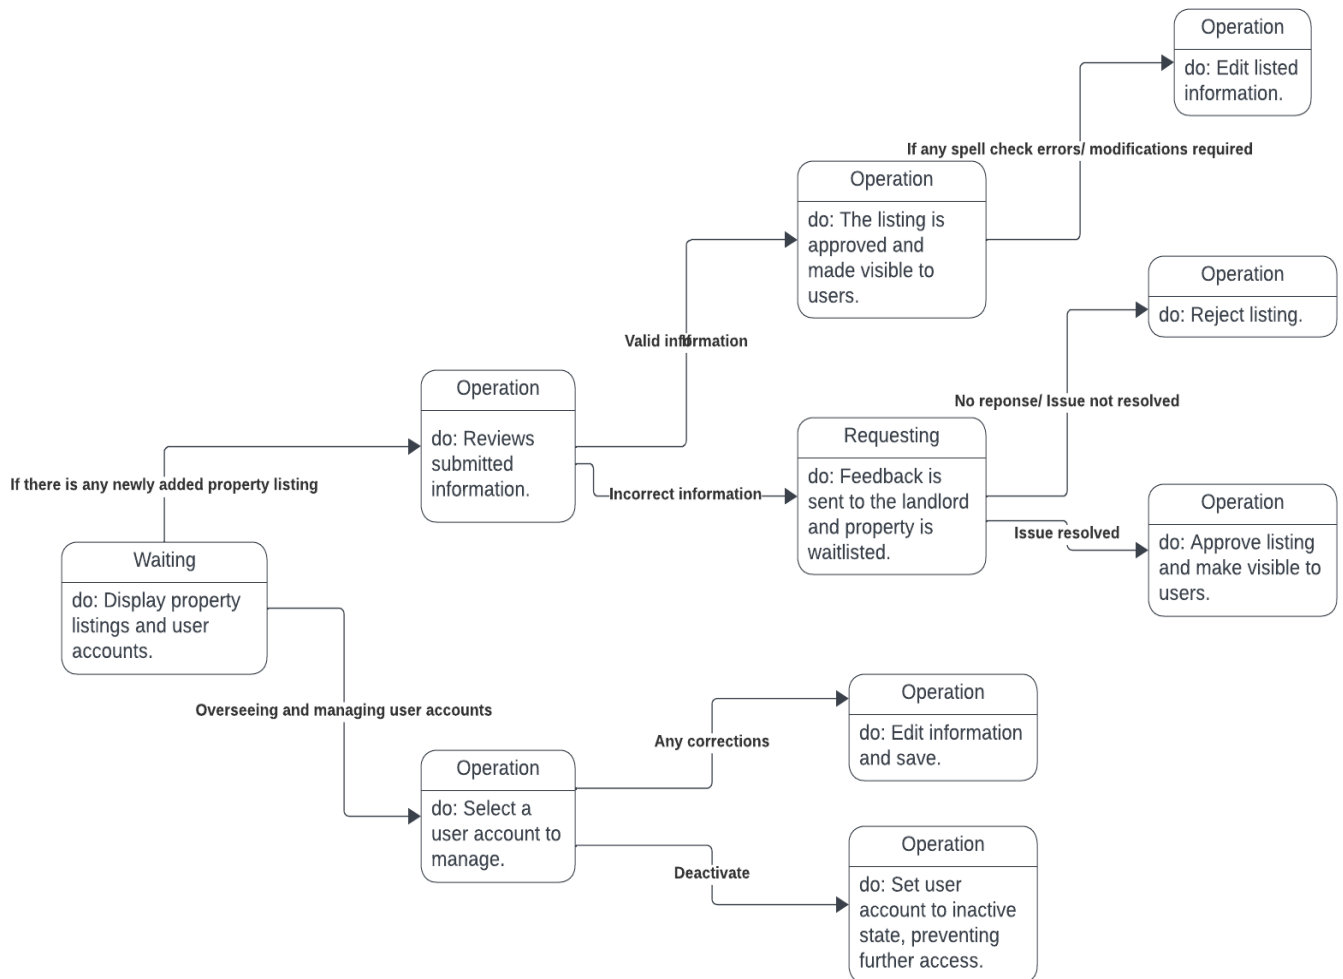 Operation
do: Edit listed
information.
If any spell check errors/ modifications required
Operation
do: The listing is
approved and
made visible to
users.
Operation
do: Reject listing.
Valid information
If
No reponse/ Issue not resolved
Operation
do: Reviews
submitted
information.
Requesting
do: Feedback is
sent to the landlord
and property is
waitlisted.
If there is any newly added property listing
Incorrect information
Issue resolved
Operation
do: Approve listing
and make visible to
users.
Waiting
do: Display property
listings and user
accounts.
Overseeing and managing user accounts
Operation
do: Select a
user account to
manage.
Any corrections
Operation
do: Edit information
and save.
Deactivate
Operation
do: Set user
account to inactive
state, preventing
further access.